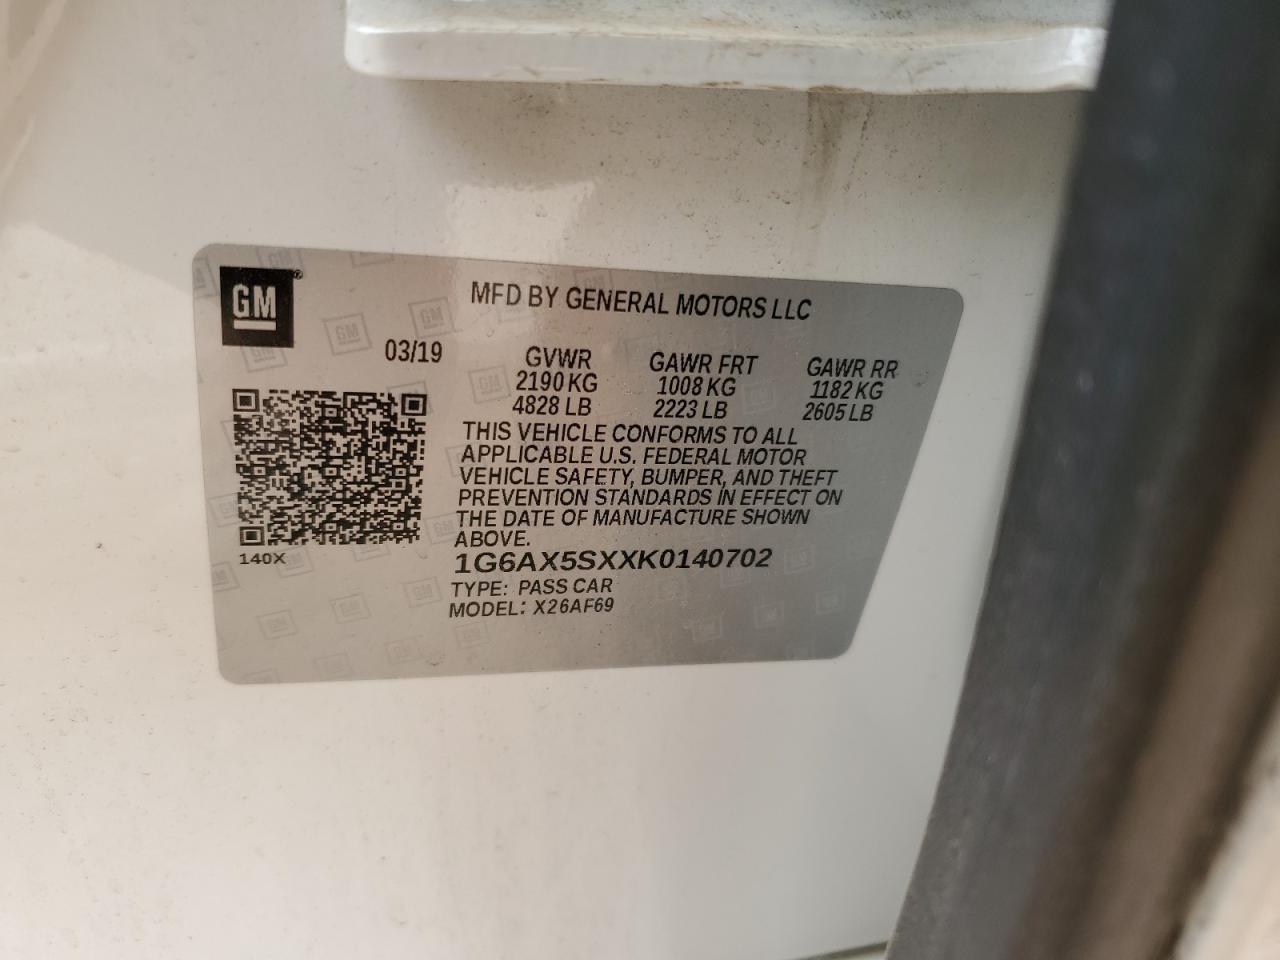 GM
MFD BY GENERAL MOTORS LLC
03/19
GVWR GAWR FRT GAWR RR
2190 KG 1008 KG 1182 KG
4828 LB 2223 LB 2605 LB
THIS VEHICLE CONFORMS TO ALL
APPLICABLE U.S. FEDERAL MOTOR
VEHICLE SAFETY, BUMPER, AND THEFT
PREVENTION STANDARDS IN EFFECT ON
THE DATE OF MANUFACTURE SHOWN
ABOVE.
140X
1G6AX5SXXK0140702
TYPE: PASS CAR
MODEL: X26AF69